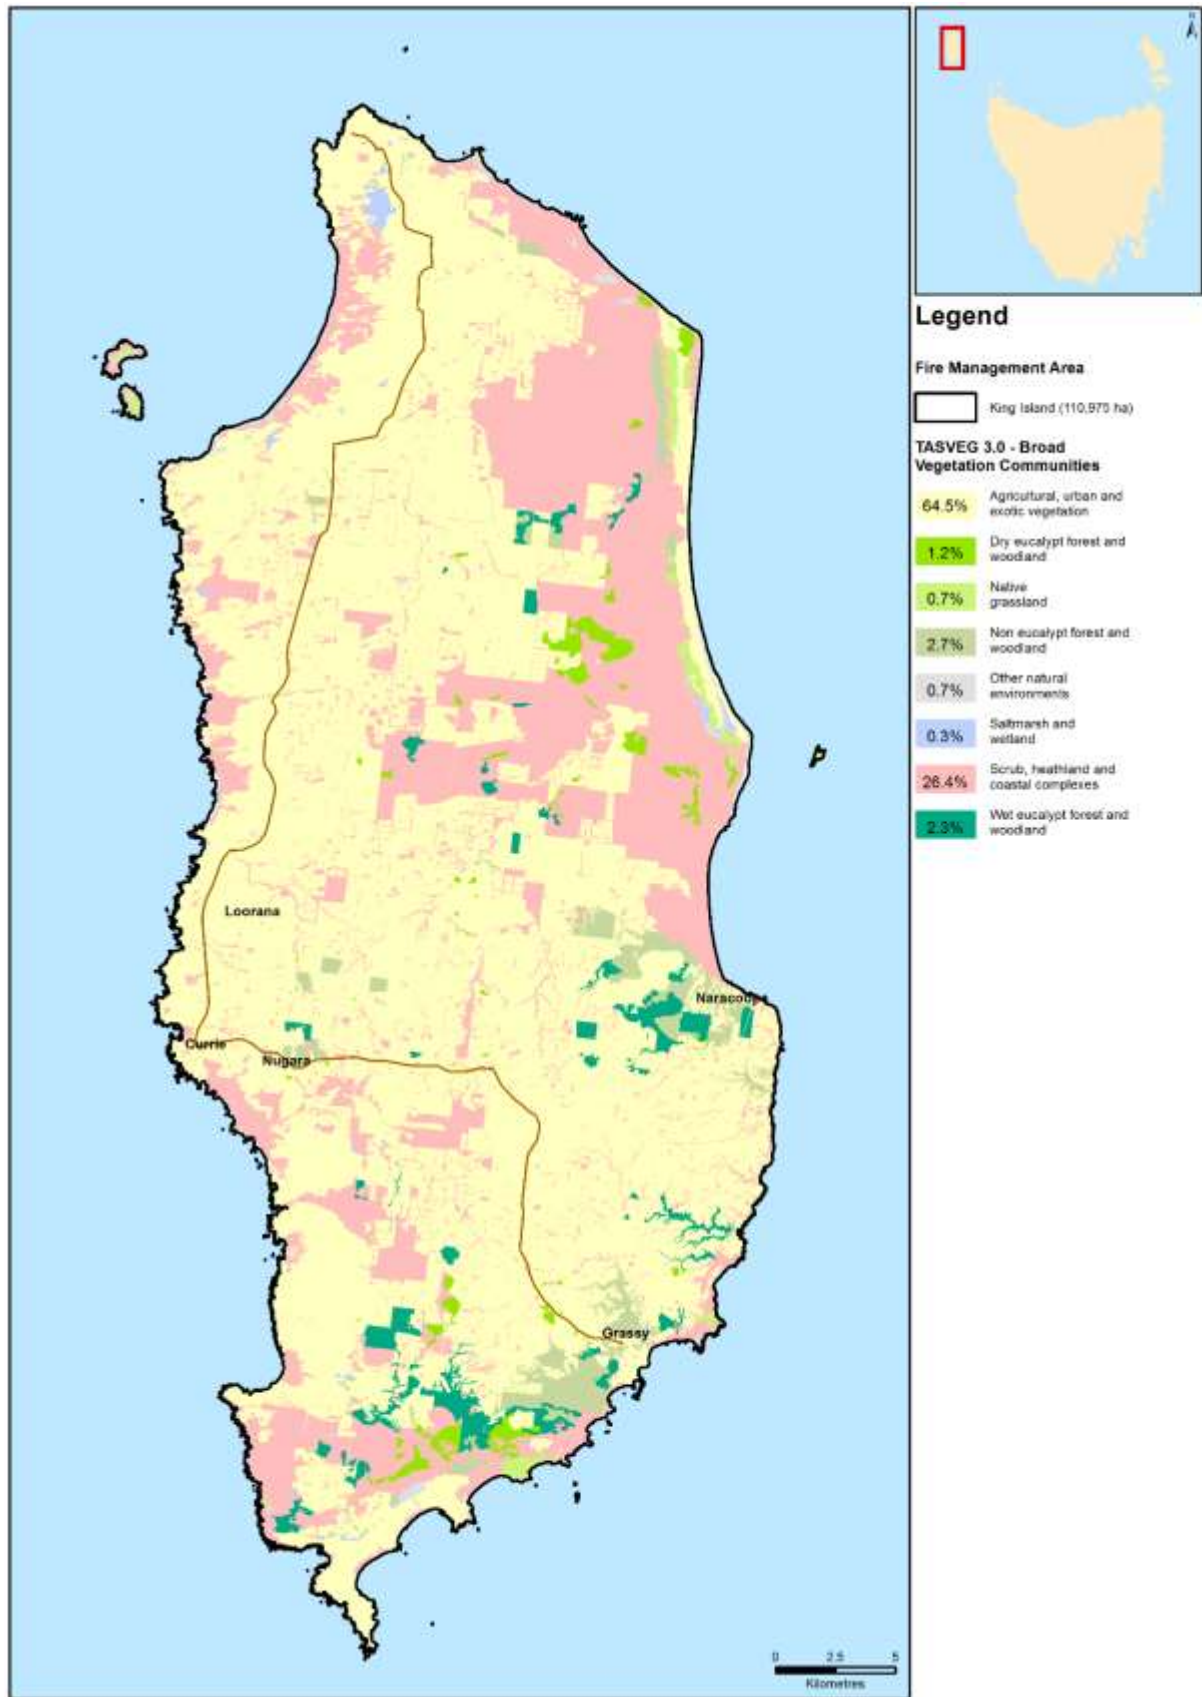 N
Legend
Fire Management Area
King Island (110,975 ha)
TASVEG 3.0 - Broad
Vegetation Communities
64.5%
Agricultural, urban and
exotic vegetation
1.2%
Dry eucalypt forest and
woodland
0.7%
Native
grassland
2.7%
Non eucalypt forest and
woodland
0.7%
Other natural
environments
0.3%
Saltmarsh and
wetland
26.4%
Scrub, heathland and
coastal complexes
2.3%
Wet eucalypt forest and
woodland
Loorana
Naracoopa
Currie
Nugara
Grassy
0 2.5 5
Kilometres